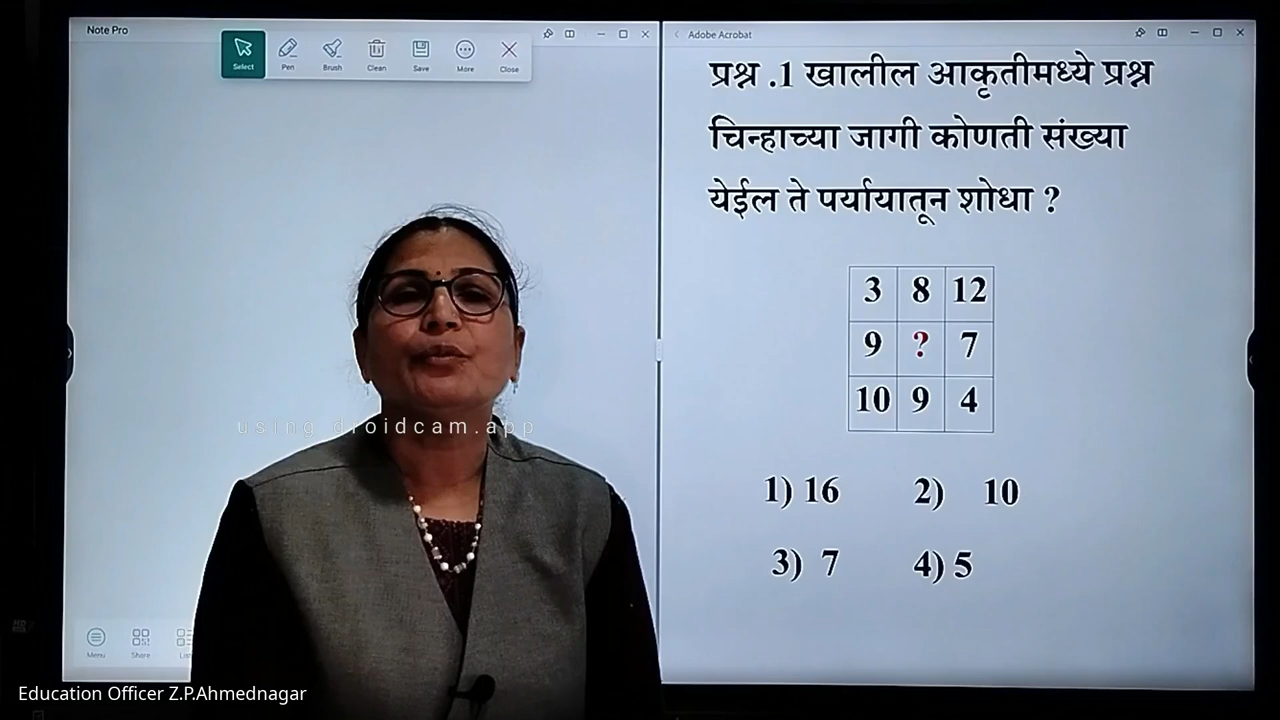 Note Pro
Select Pen Brush Clean Save More Close
Adobe Acrobat
प्रश्न .1 खालील आकृतीमध्ये प्रश्न
चिन्हाच्या जागी कोणती संख्या
येईल ते पर्यायातून शोधा ?
3 8 12
9 ? 7
10 9 4
1) 16 2) 10
3) 7 4) 5
using droidcam.app
Menu Share
Education Officer Z.P.Ahmednagar